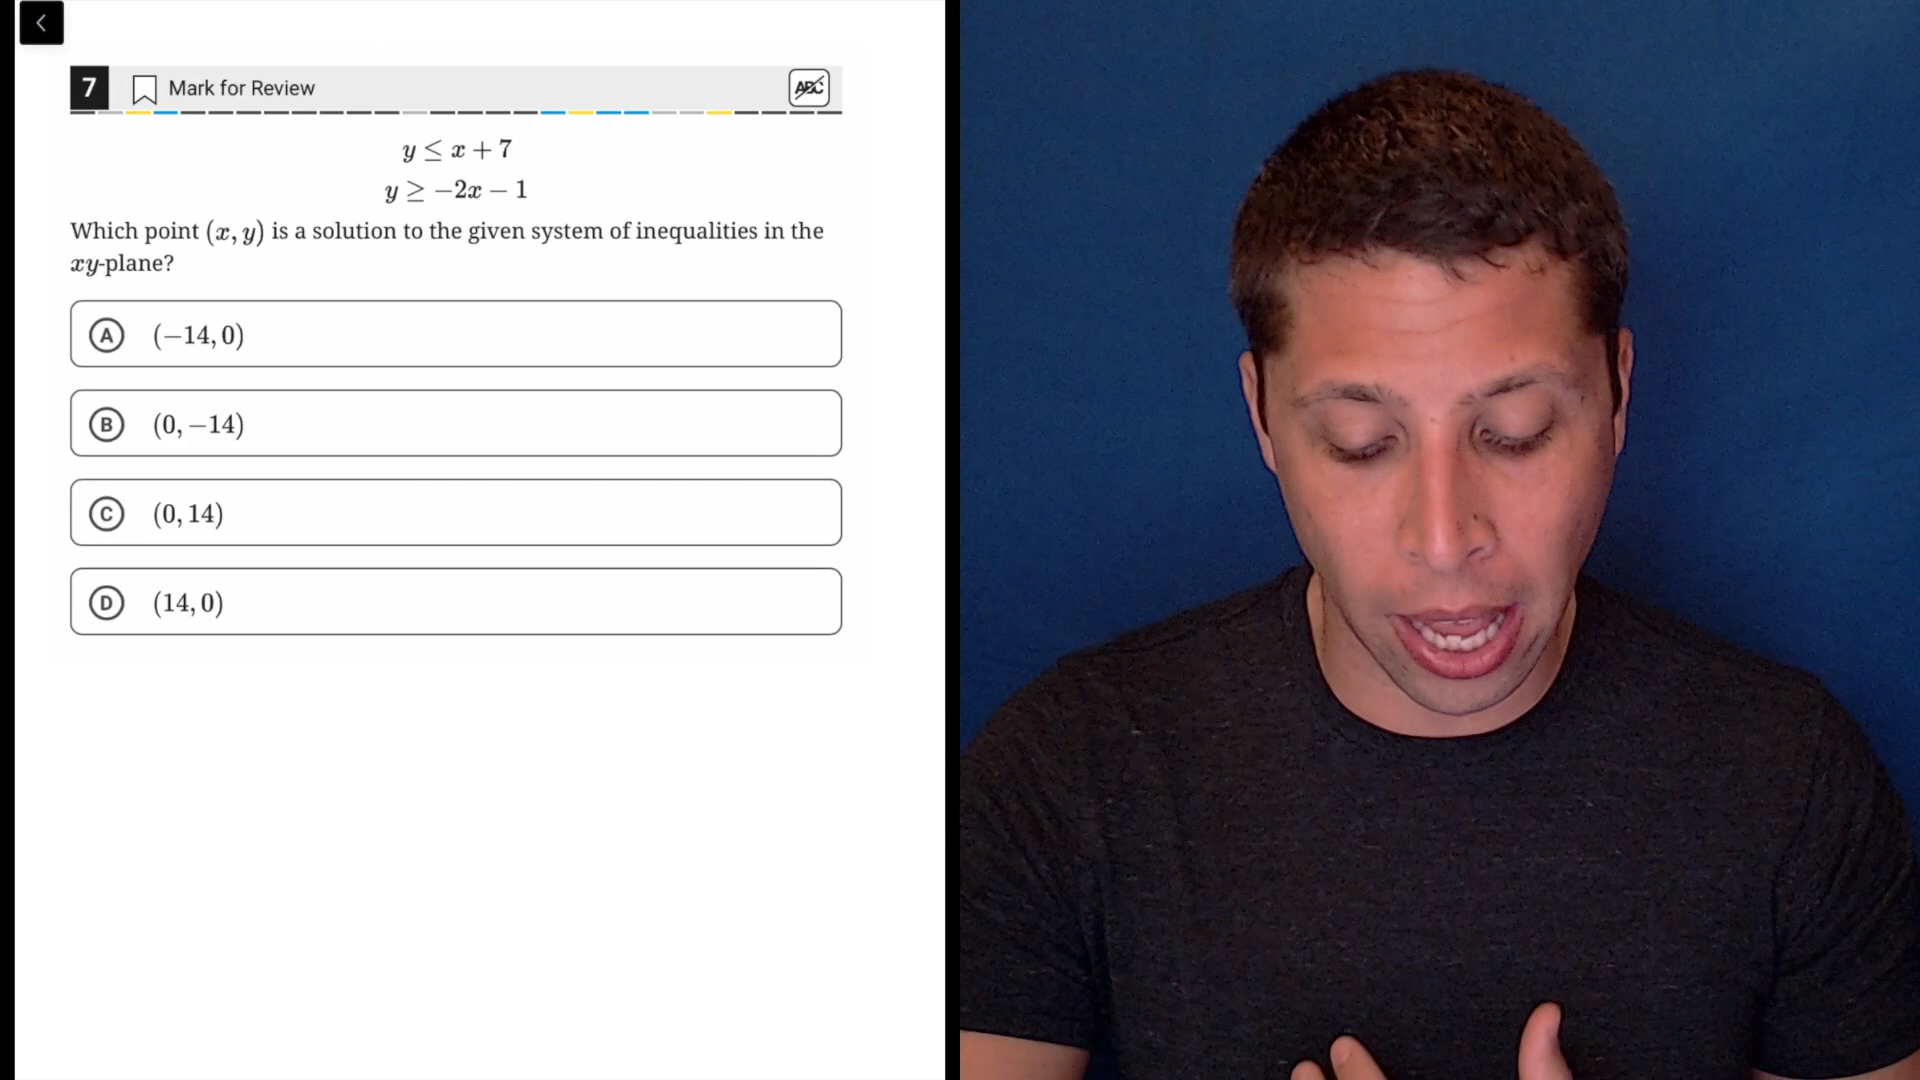 7 Mark for Review ABC
y ≤ x + 7
y ≥ −2x − 1
Which point (x, y) is a solution to the given system of inequalities in the
xy-plane?
A (−14, 0)
B (0, −14)
C (0, 14)
D (14, 0)